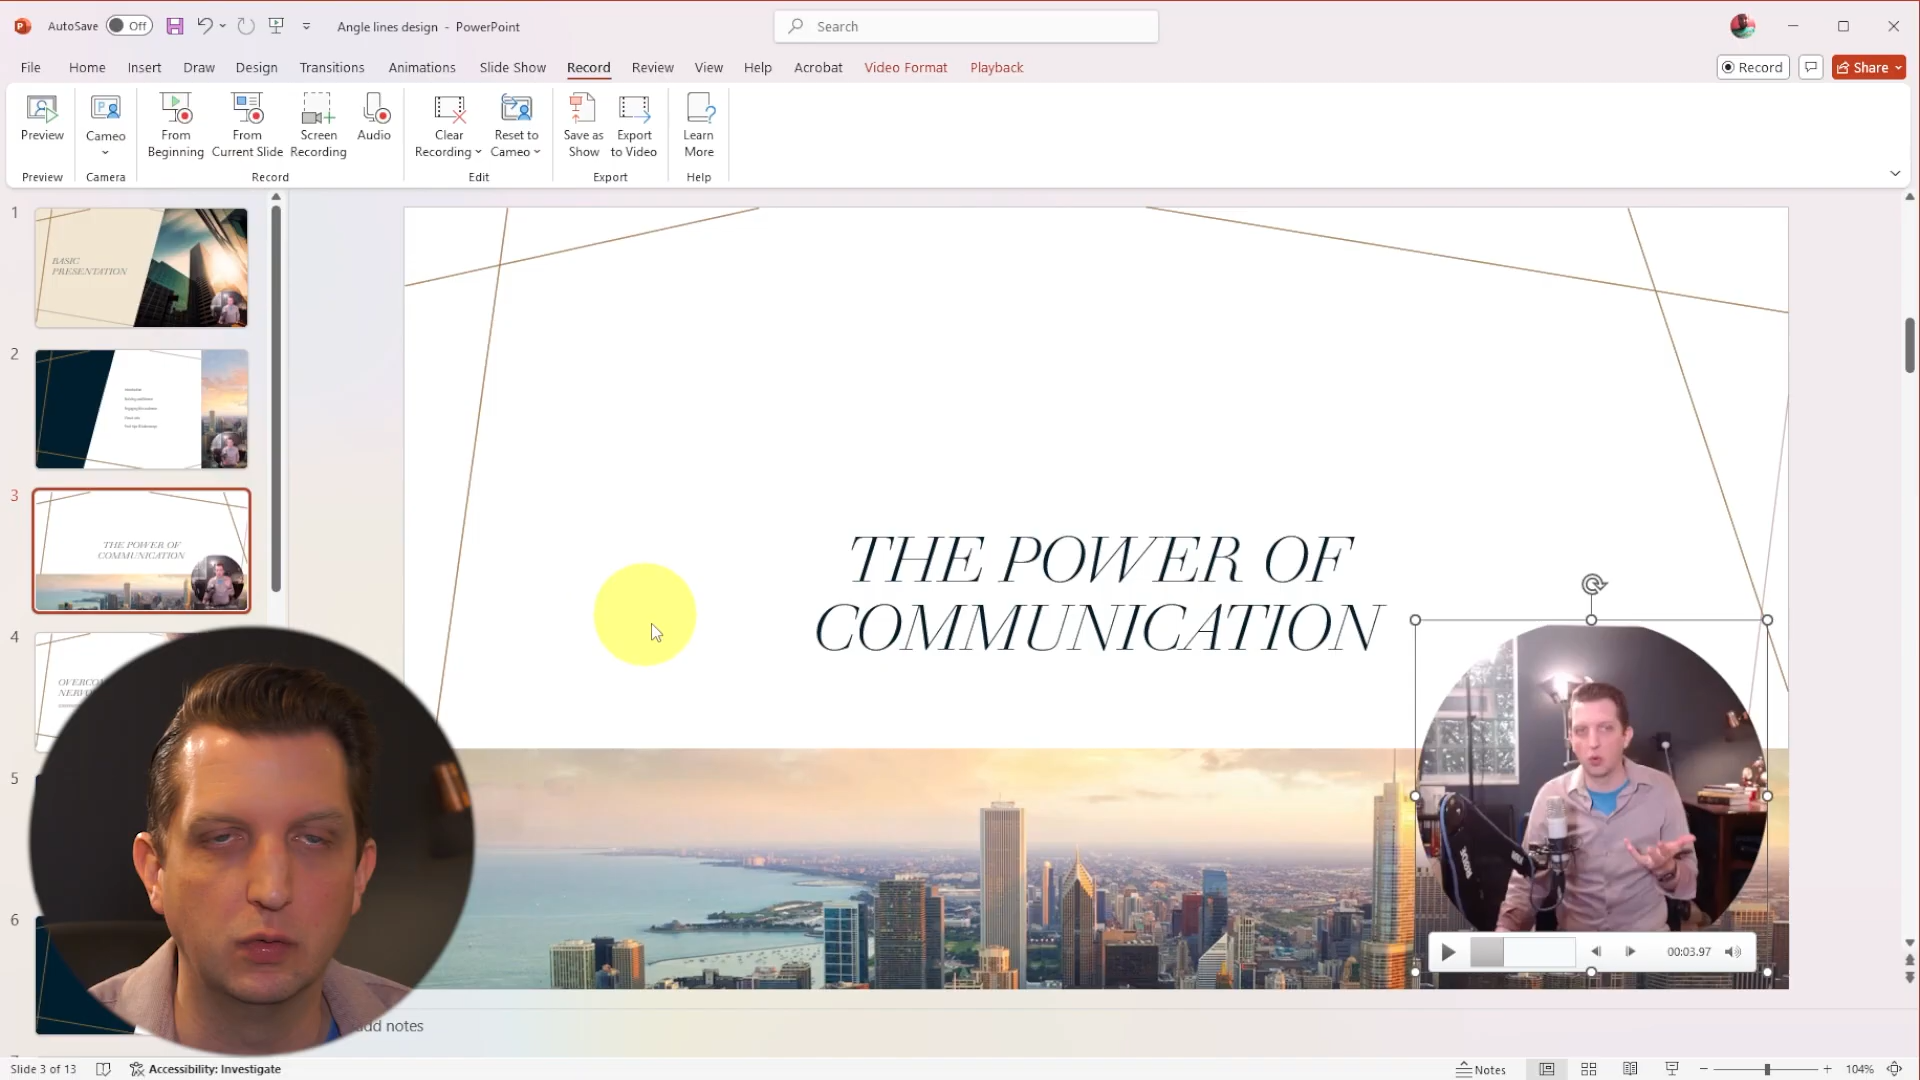 AutoSave Off Angle lines design - PowerPoint Search
File Home Insert Draw Design Transitions Animations Slide Show Record Review View Help Acrobat Video Format Playback Record Share
Preview
Cameo
From
Beginning
From
Current Slide
Screen
Recording
Audio
Clear
Recording
Reset to
Cameo
Save as
Show
Export
to Video
Learn
More
Preview Camera Record Edit Export Help
1
BASIC
PRESENTATION
2
3
THE POWER OF
COMMUNICATION
4
5
6
THE POWER OF
COMMUNICATION
00:03.97
add notes
Slide 3 of 13 Accessibility: Investigate Notes 104%